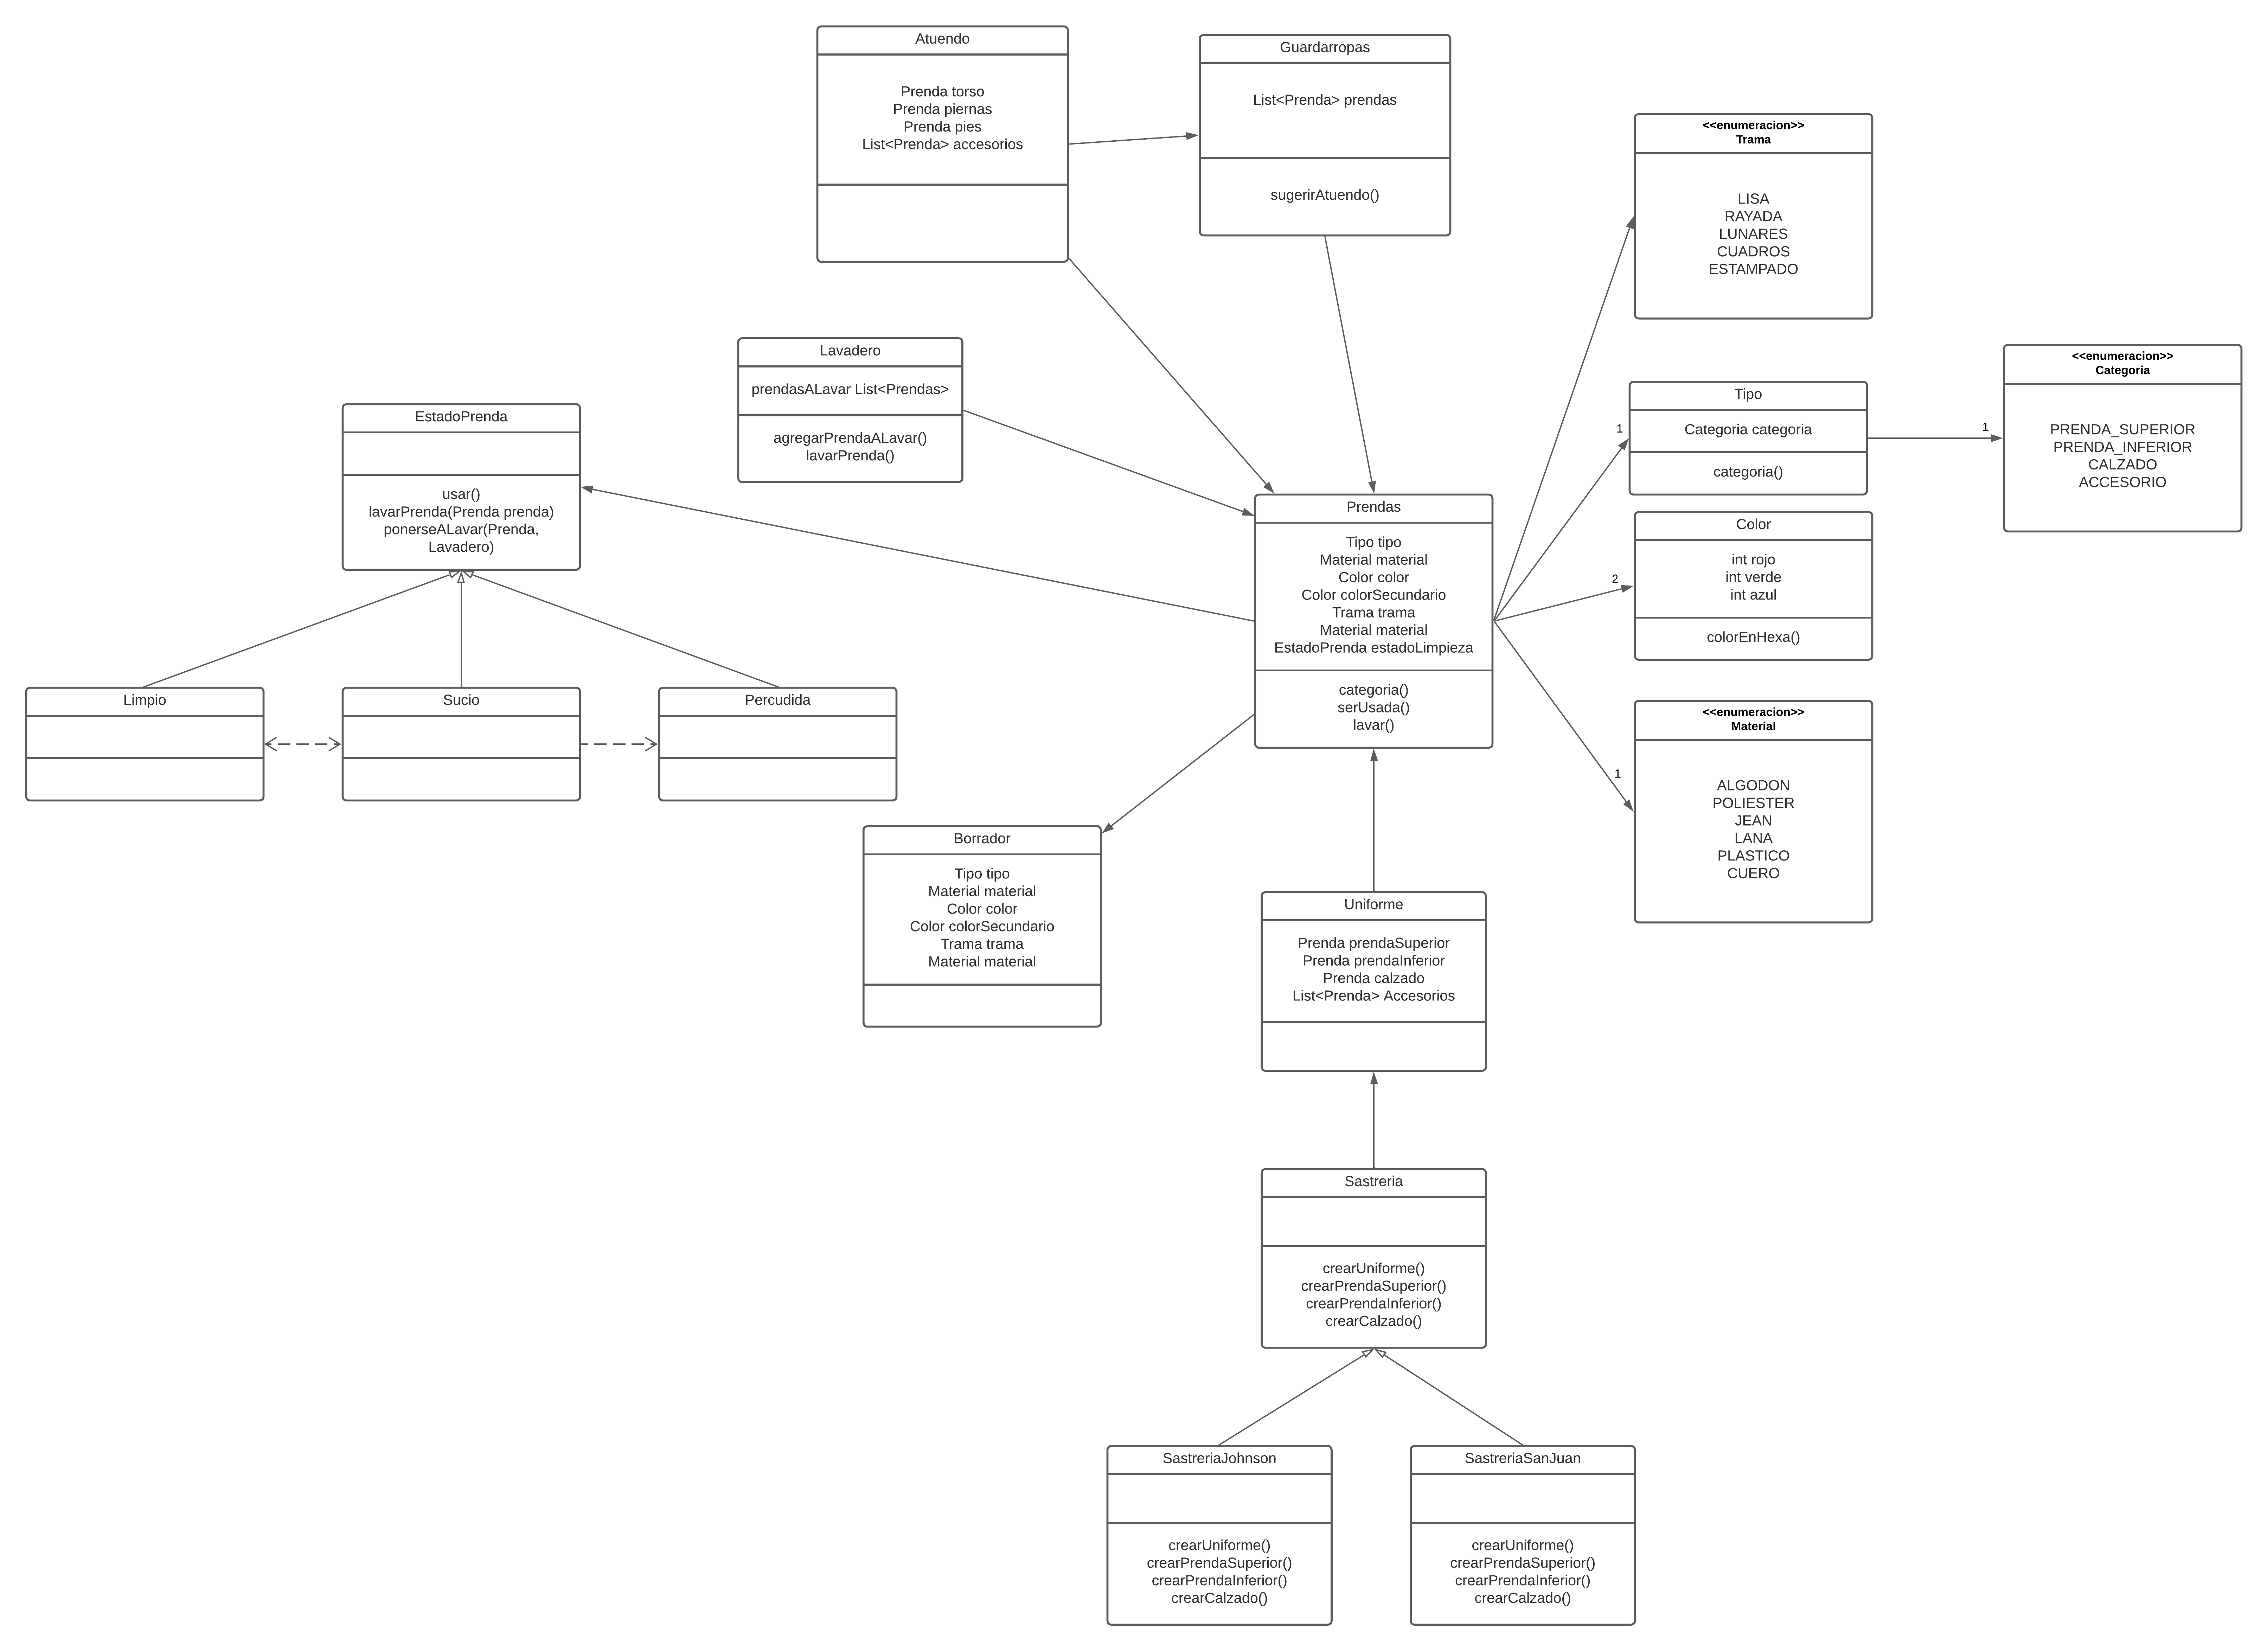 Atuendo
Prenda torso
Prenda piernas
Prenda pies
List<Prenda> accesorios
Guardarropas
List<Prenda> prendas
sugerirAtuendo()
<<enumeracion>>
Trama
LISA
RAYADA
LUNARES
CUADROS
ESTAMPADO
Lavadero
prendasALavar List<Prendas>
agregarPrendaALavar()
lavarPrenda()
1
Tipo
Categoria categoria
categoria()
1
<<enumeracion>>
Categoria
PRENDA_SUPERIOR
PRENDA_INFERIOR
CALZADO
ACCESORIO
EstadoPrenda
usar()
lavarPrenda(Prenda prenda)
ponerseALavar(Prenda,
Lavadero)
Prendas
Tipo tipo
Material material
Color color
Color colorSecundario
Trama trama
Material material
EstadoPrenda estadoLimpieza
categoria()
serUsada()
lavar()
2
Color
int rojo
int verde
int azul
colorEnHexa()
Limpio
Sucio
Percudida
1
<<enumeracion>>
Material
ALGODON
POLIESTER
JEAN
LANA
PLASTICO
CUERO
Borrador
Tipo tipo
Material material
Color color
Color colorSecundario
Trama trama
Material material
Uniforme
Prenda prendaSuperior
Prenda prendaInferior
Prenda calzado
List<Prenda> Accesorios
Sastreria
crearUniforme()
crearPrendaSuperior()
crearPrendaInferior()
crearCalzado()
SastreriaJohnson
crearUniforme()
crearPrendaSuperior()
crearPrendaInferior()
crearCalzado()
SastreriaSanJuan
crearUniforme()
crearPrendaSuperior()
crearPrendaInferior()
crearCalzado()